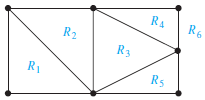 R₂ R₄ R₆
R₃
R₁ R₅